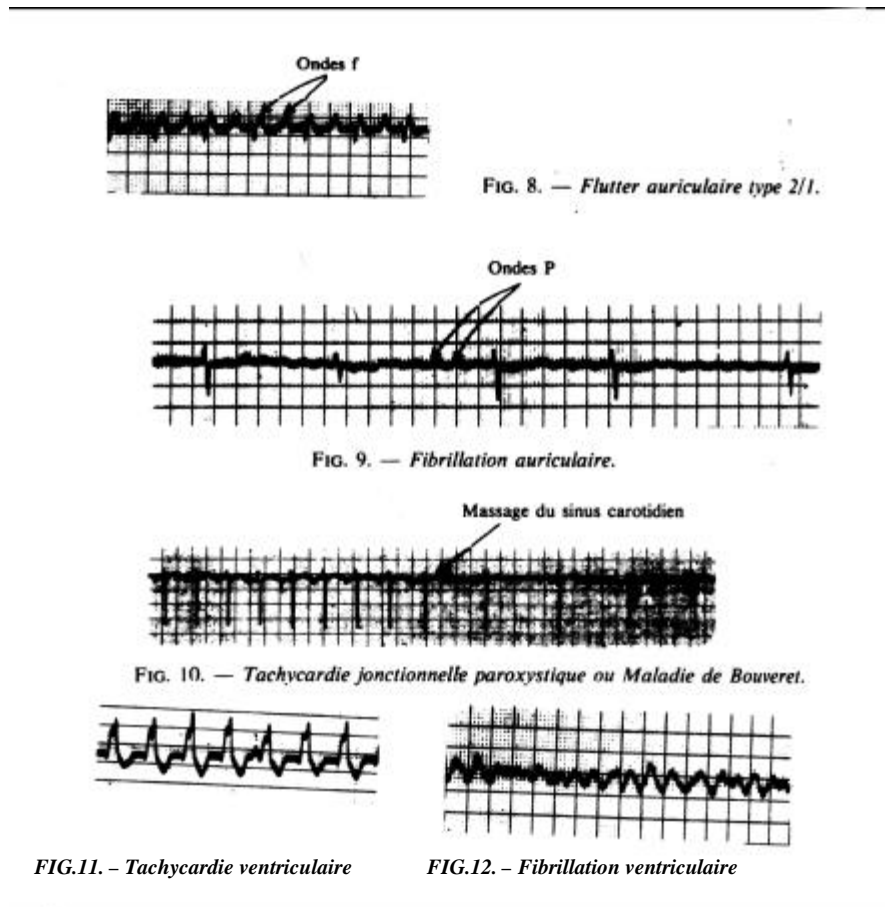 Ondes f
FIG. 8. — Flutter auriculaire type 2/1.
Ondes P
FIG. 9. — Fibrillation auriculaire.
Massage du sinus carotidien
FIG. 10. — Tachycardie jonctionnelle paroxystique ou Maladie de Bouveret.
FIG.11. – Tachycardie ventriculaire
FIG.12. – Fibrillation ventriculaire